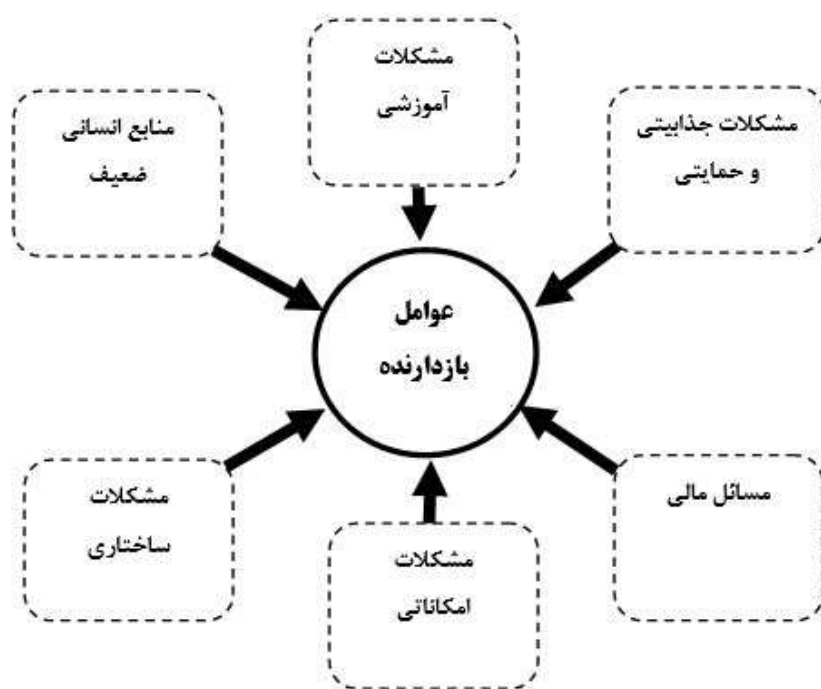 مشکلات
آموزشی
مشکلات جذابیتی
و حمایتی
منابع انسانی
ضعیف
عوامل
بازدارنده
مسائل مالی
مشکلات
ساختاری
مشکلات
امکاناتی